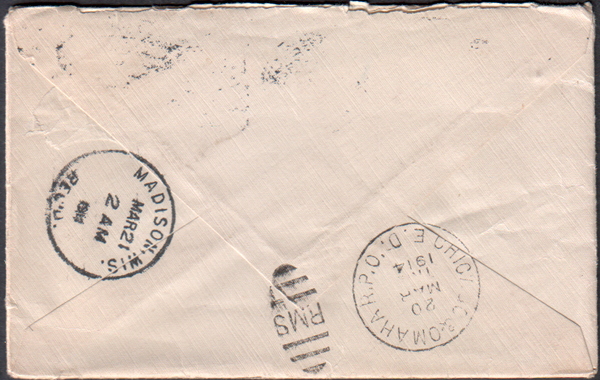 MADISON, WIS.
MAR 21
2 AM
1914
REC'D.
CHIC. & OMAHA R.P.O. D.E.
20
MAR
1914
RMS